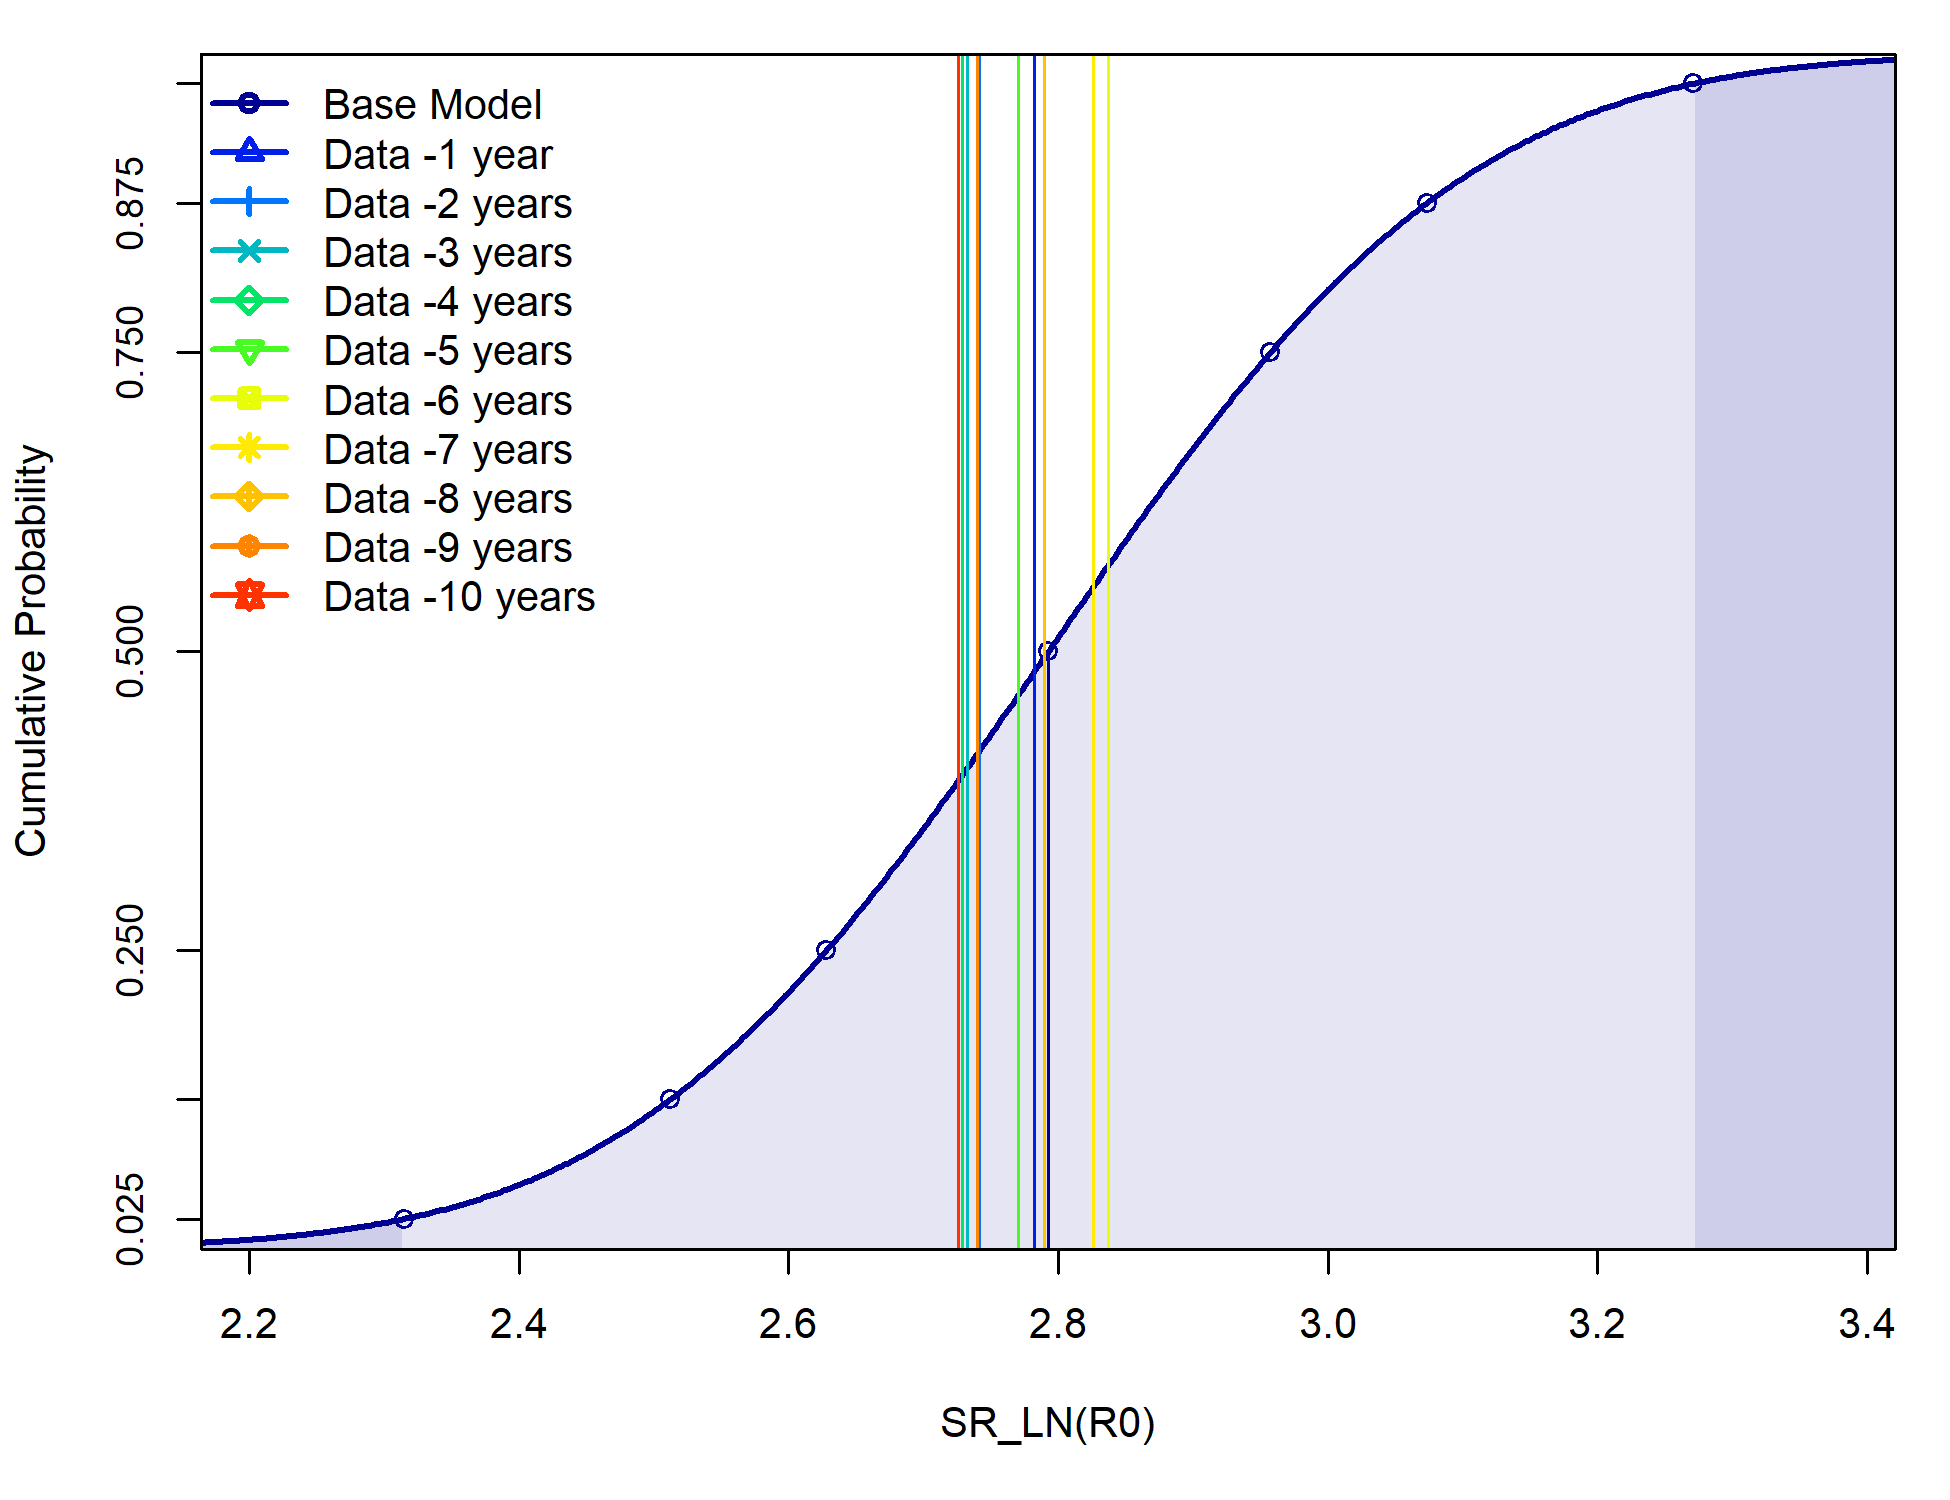 Base Model
Data -1 year
Data -2 years
Data -3 years
Data -4 years
Data -5 years
Data -6 years
Data -7 years
Data -8 years
Data -9 years
Data -10 years
Cumulative Probability
0.875
0.750
0.500
0.250
0.025
2.2 2.4 2.6 2.8 3.0 3.2 3.4
SR_LN(R0)